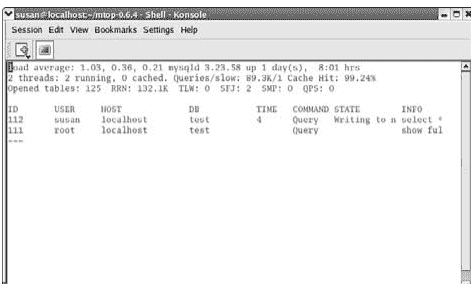 susan@localhost:~/mtop-0.6.4 - Shell - Konsole
Session Edit View Bookmarks Settings Help
load average: 1.03, 0.36, 0.21 mysqld 3.23.58 up 1 day(s), 8:01 hrs
2 threads: 2 running, 0 cached. Queries/slow: 89.3K/1 Cache Hit: 99.24%
Opened tables: 125 RRN: 132.1K TLW: 0 SFJ: 2 SMP: 0 QPS: 0
ID USER HOST DB TIME COMMAND STATE INFO
112 susan localhost test 4 Query Writing to n select *
111 root localhost test Query show ful
---